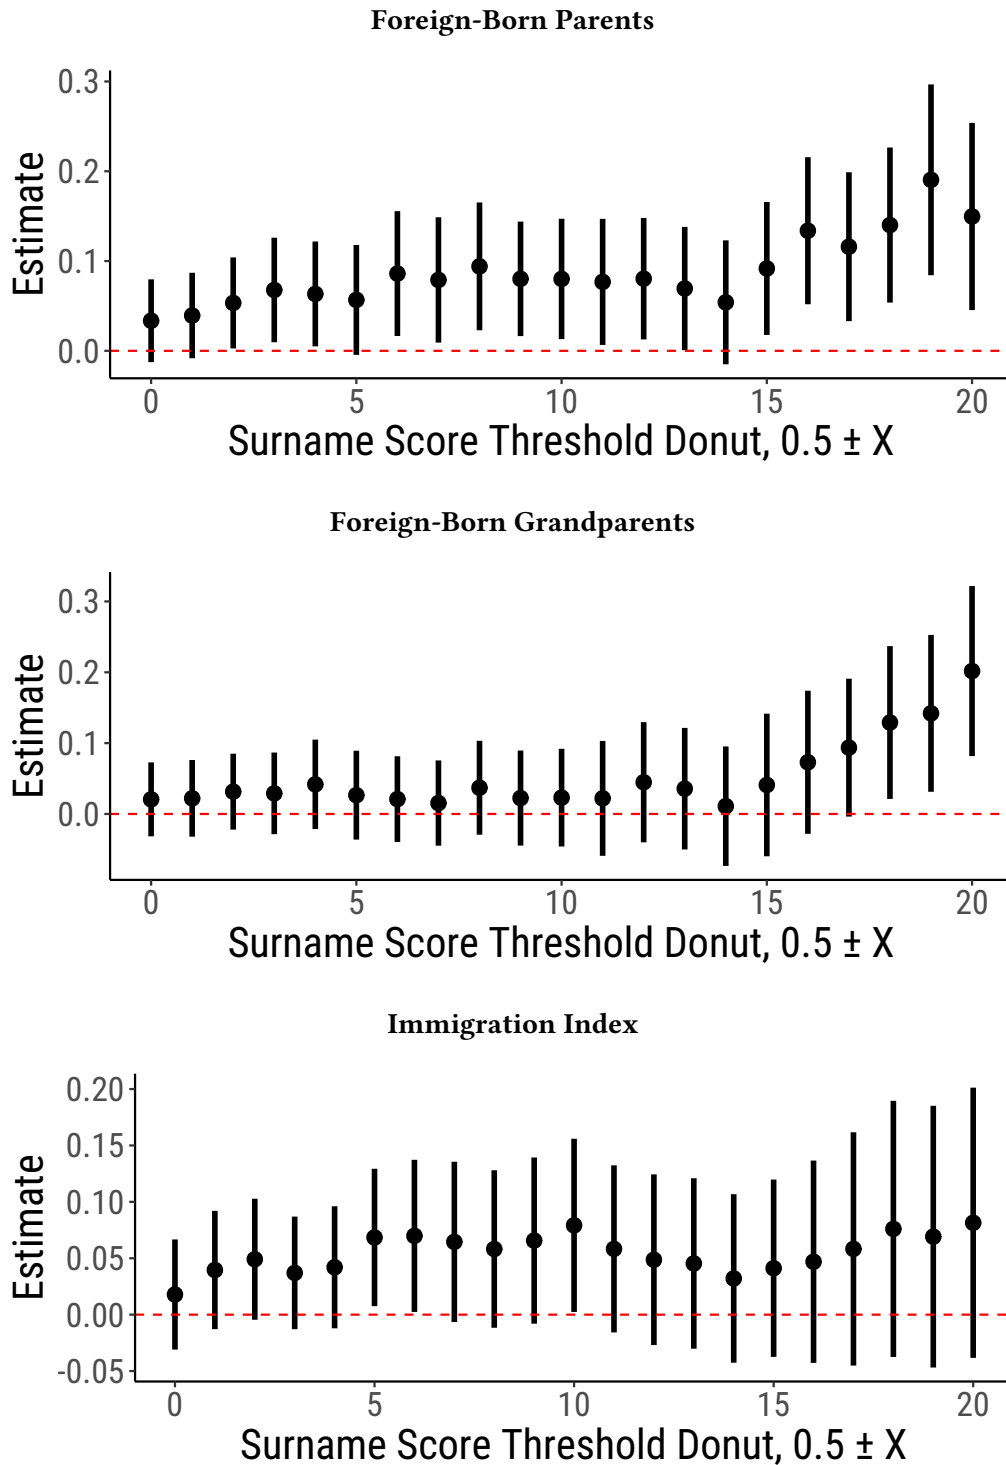 Foreign-Born Parents
Estimate
0.3
0.2
0.1
0.0
0 5 10 15 20
Surname Score Threshold Donut, 0.5 ± X
Foreign-Born Grandparents
Estimate
0.3
0.2
0.1
0.0
0 5 10 15 20
Surname Score Threshold Donut, 0.5 ± X
Immigration Index
Estimate
0.20
0.15
0.10
0.05
0.00
-0.05
0 5 10 15 20
Surname Score Threshold Donut, 0.5 ± X